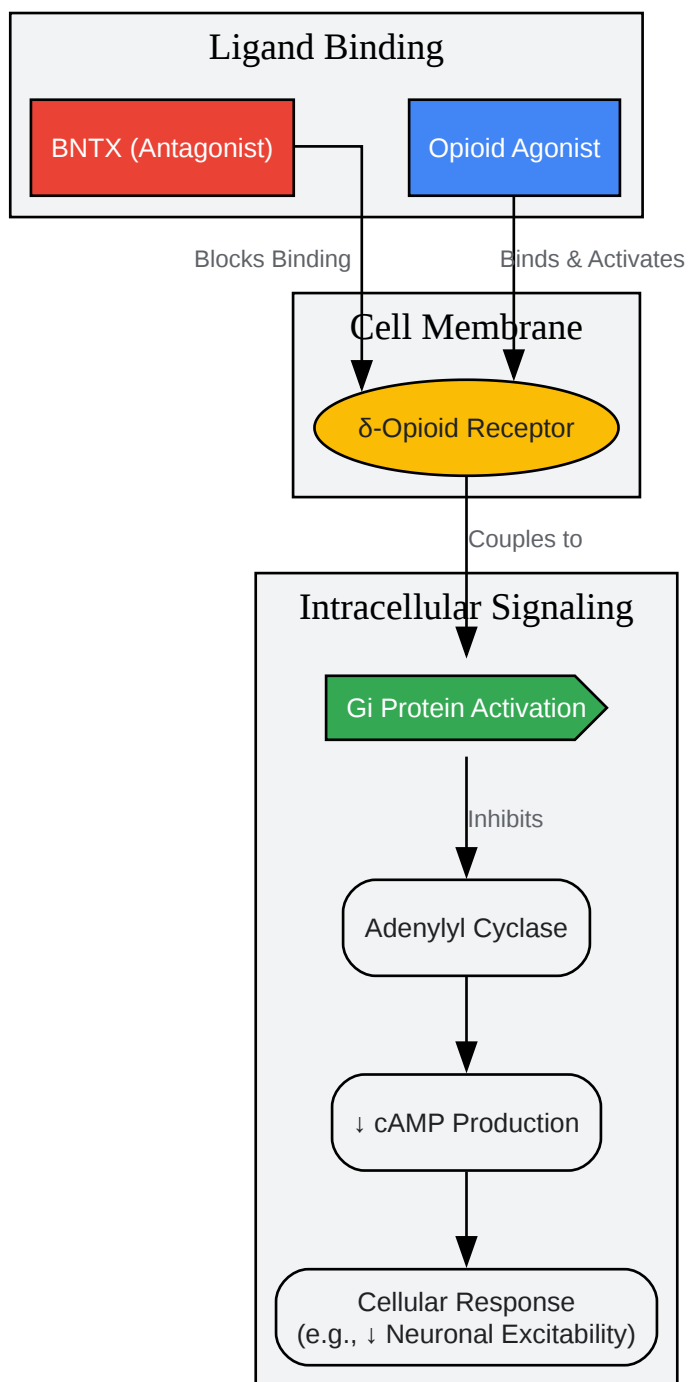 Ligand Binding
BNTX (Antagonist)
Opioid Agonist
Blocks Binding
Binds & Activates
Cell Membrane
δ-Opioid Receptor
Couples to
Intracellular Signaling
Gi Protein Activation
Inhibits
Adenylyl Cyclase
↓ cAMP Production
Cellular Response
(e.g., ↓ Neuronal Excitability)